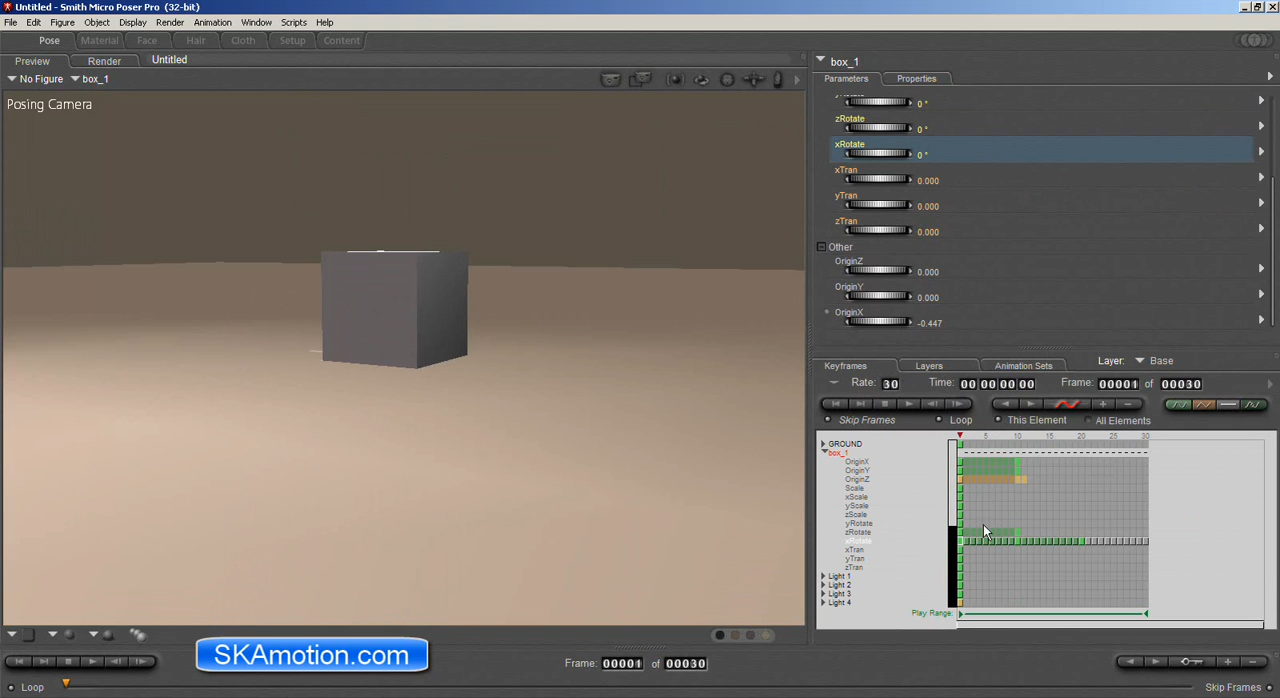 Untitled - Smith Micro Poser Pro (32-bit)
File Edit Figure Object Display Render Animation Window Scripts Help
Pose Material Face Hair Cloth Setup Content
Preview Render Untitled
No Figure box_1
Posing Camera
box_1
Parameters Properties
0 °
zRotate
0 °
xRotate
0 °
xTran
0.000
yTran
0.000
zTran
0.000
Other
OriginZ
0.000
OriginY
0.000
OriginX
-0.447
Keyframes Layers Animation Sets Layer: Base
Rate: 30 Time: 00 00 00 00 Frame: 00001 of 00030
Skip Frames Loop This Element All Elements
5 10 15 20 25 30
GROUND
box_1
OriginX
OriginY
OriginZ
Scale
xScale
yScale
zScale
yRotate
zRotate
xRotate
xTran
yTran
zTran
Light 1
Light 2
Light 3
Light 4
Play Range:
SKAmotion.com
Frame: 00001 of 00030
Loop Skip Frames